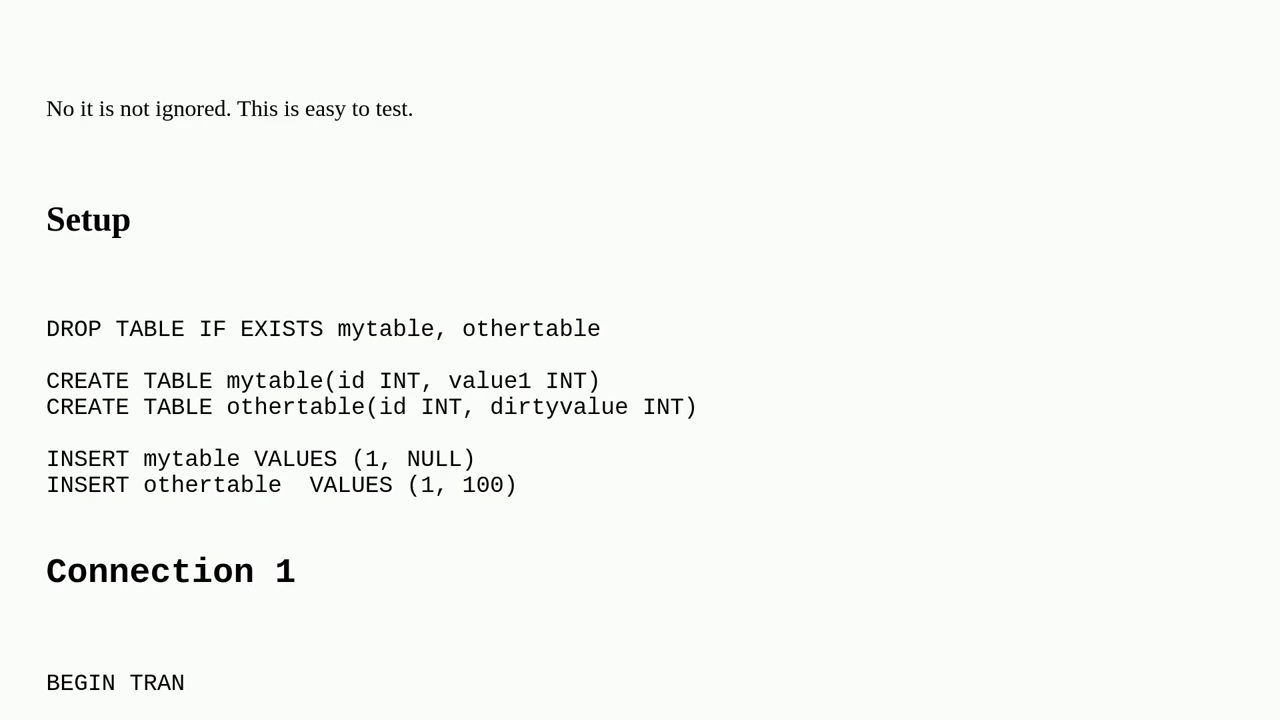 No it is not ignored. This is easy to test.
Setup
DROP TABLE IF EXISTS mytable, othertable
CREATE TABLE mytable(id INT, value1 INT)
CREATE TABLE othertable(id INT, dirtyvalue INT)
INSERT mytable VALUES (1, NULL)
INSERT othertable  VALUES (1, 100)
Connection 1
BEGIN TRAN